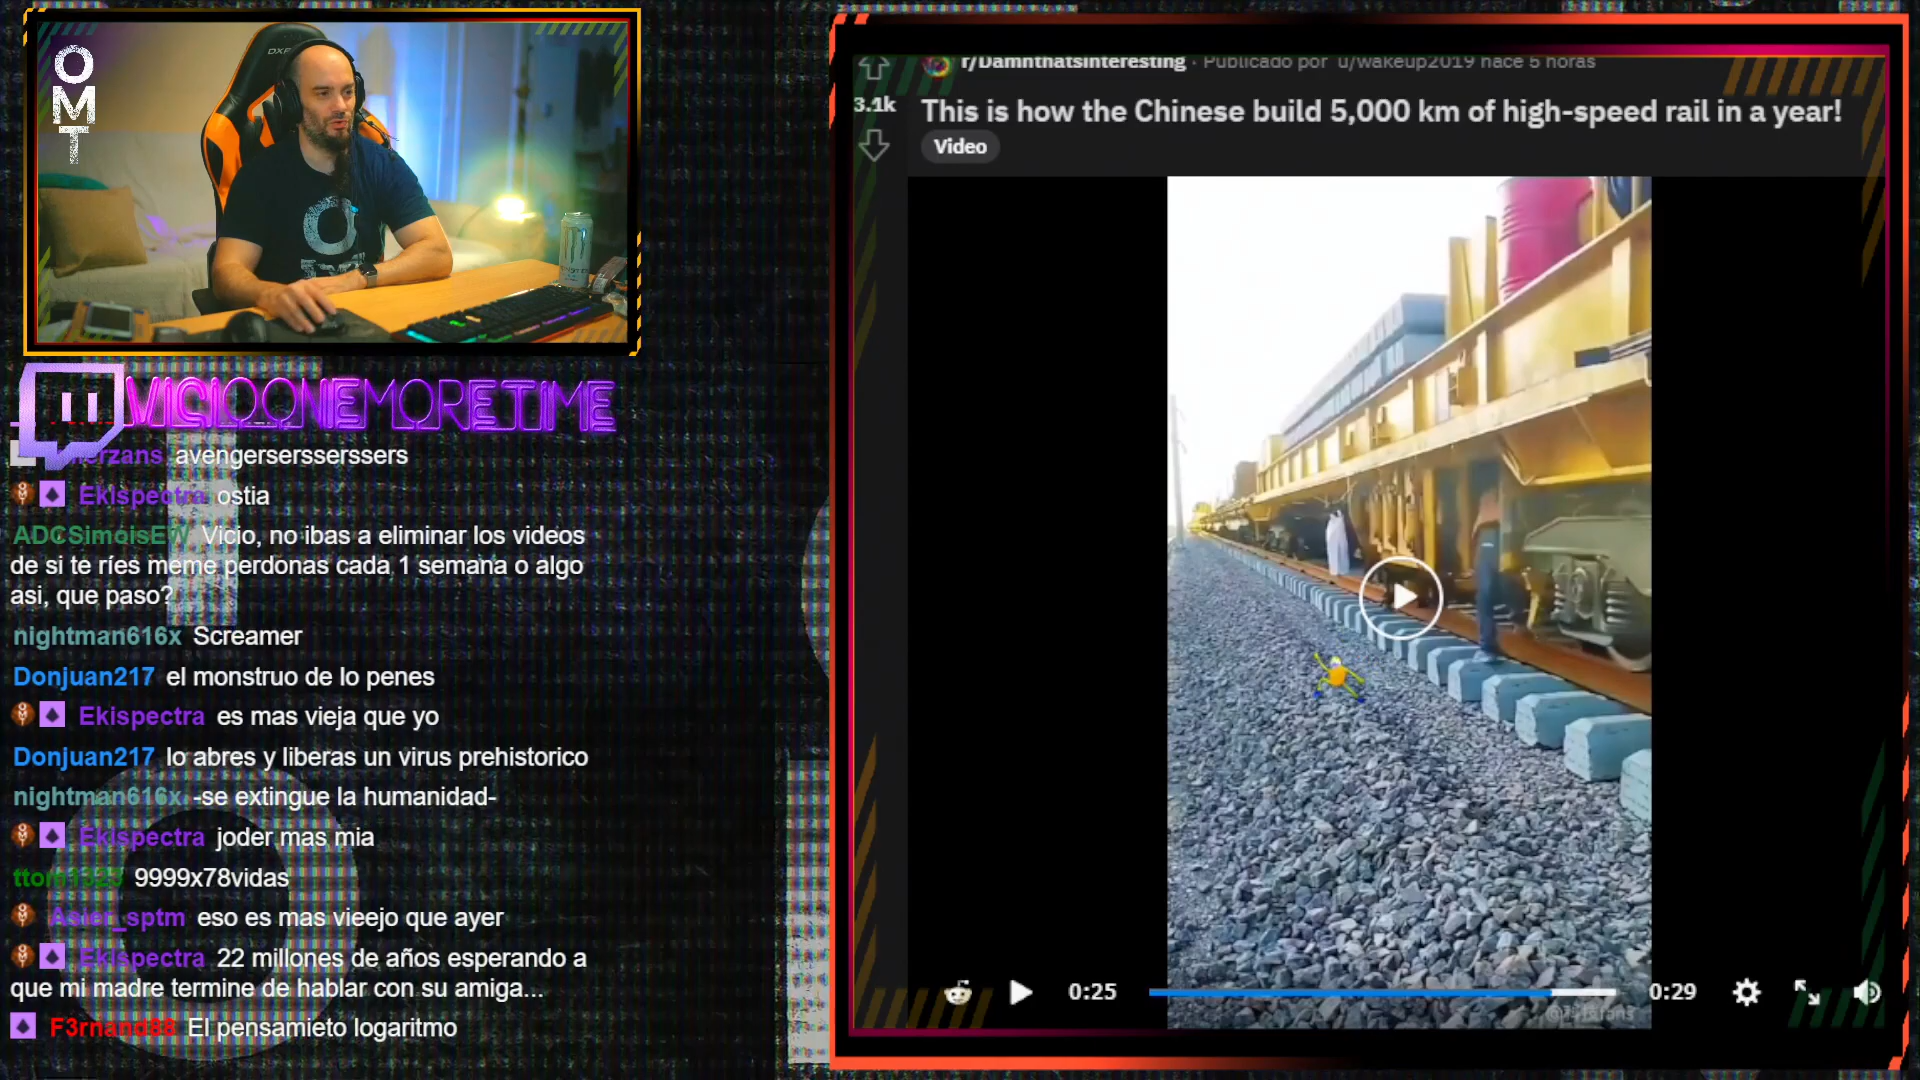 OMT
DXR
r/Damnthatsinteresting · Publicado por u/wakeup2019 hace 5 horas
3.1k
This is how the Chinese build 5,000 km of high-speed rail in a year!
Video
VICIOONEMORETIME
avengersersserssers
Ekispectra ostia
ADCSimoisEW Vicio, no ibas a eliminar los videos
de si te ríes meme perdonas cada 1 semana o algo
asi, que paso?
nightman616x Screamer
Donjuan217 el monstruo de lo penes
Ekispectra es mas vieja que yo
Donjuan217 lo abres y liberas un virus prehistorico
nightman616x -se extingue la humanidad-
Ekispectra joder mas mia
9999x78vidas
Asier_sptm eso es mas vieejo que ayer
Ekispectra 22 millones de años esperando a
que mi madre termine de hablar con su amiga...
F3rnand88 El pensamieto logaritmo
0:25
0:29